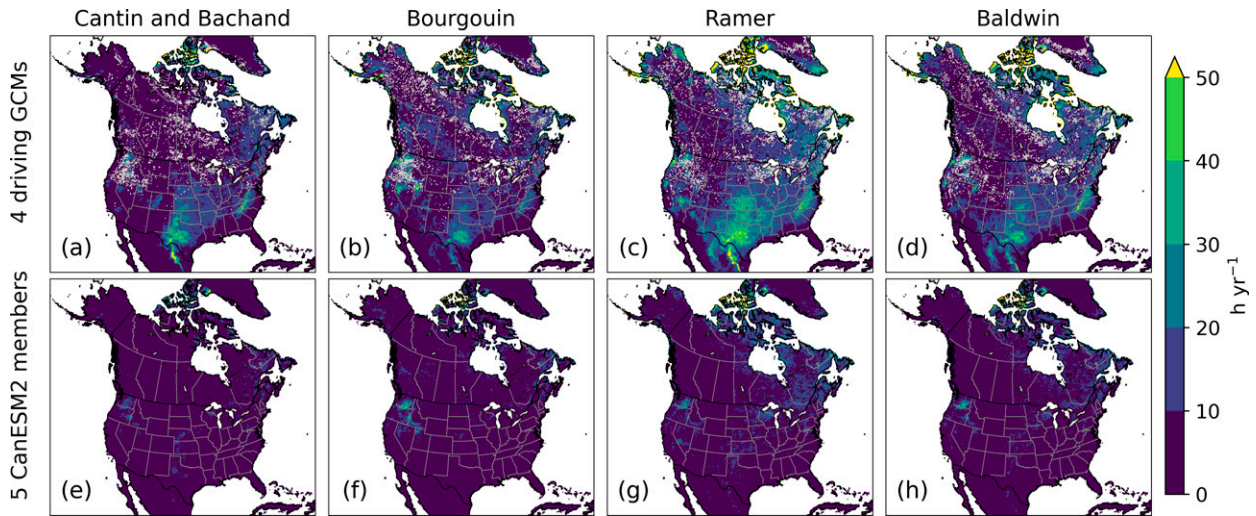 Cantin and Bachand
Bourgouin
Ramer
Baldwin
4 driving GCMs
(a)
(b)
(c)
(d)
5 CanESM2 members
(e)
(f)
(g)
(h)
50
40
30
20
10
0
h yr⁻¹